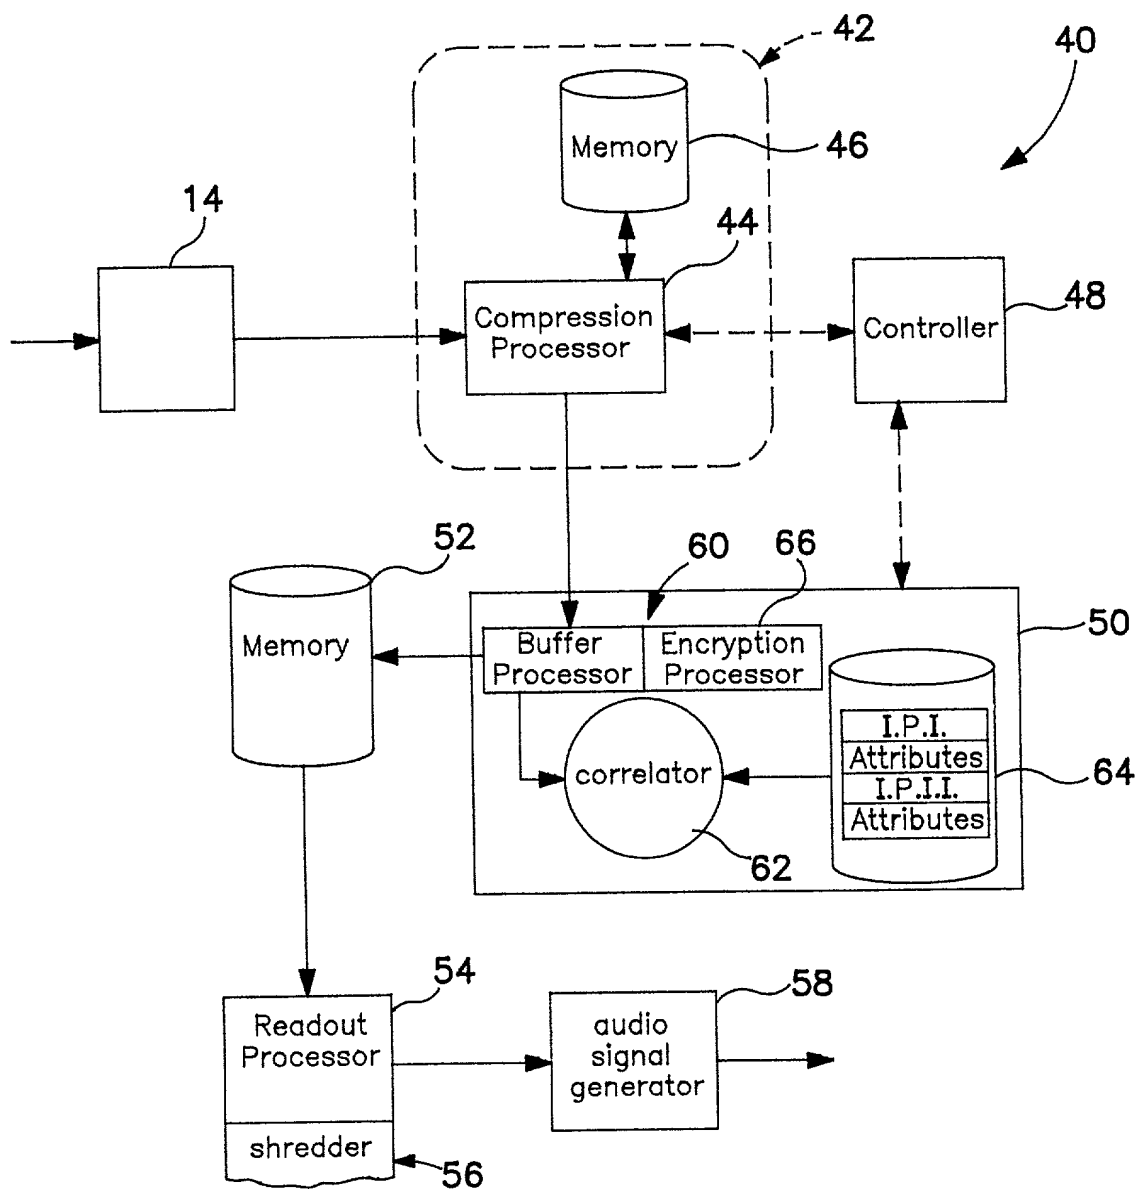 42
40
Memory
46
14
44
Compression
Processor
Controller
48
52
60
66
Memory
Buffer
Processor
Encryption
Processor
50
I.P.I.
Attributes
I.P.I.I.
Attributes
64
correlator
62
54
58
Readout
Processor
audio
signal
generator
shredder
56